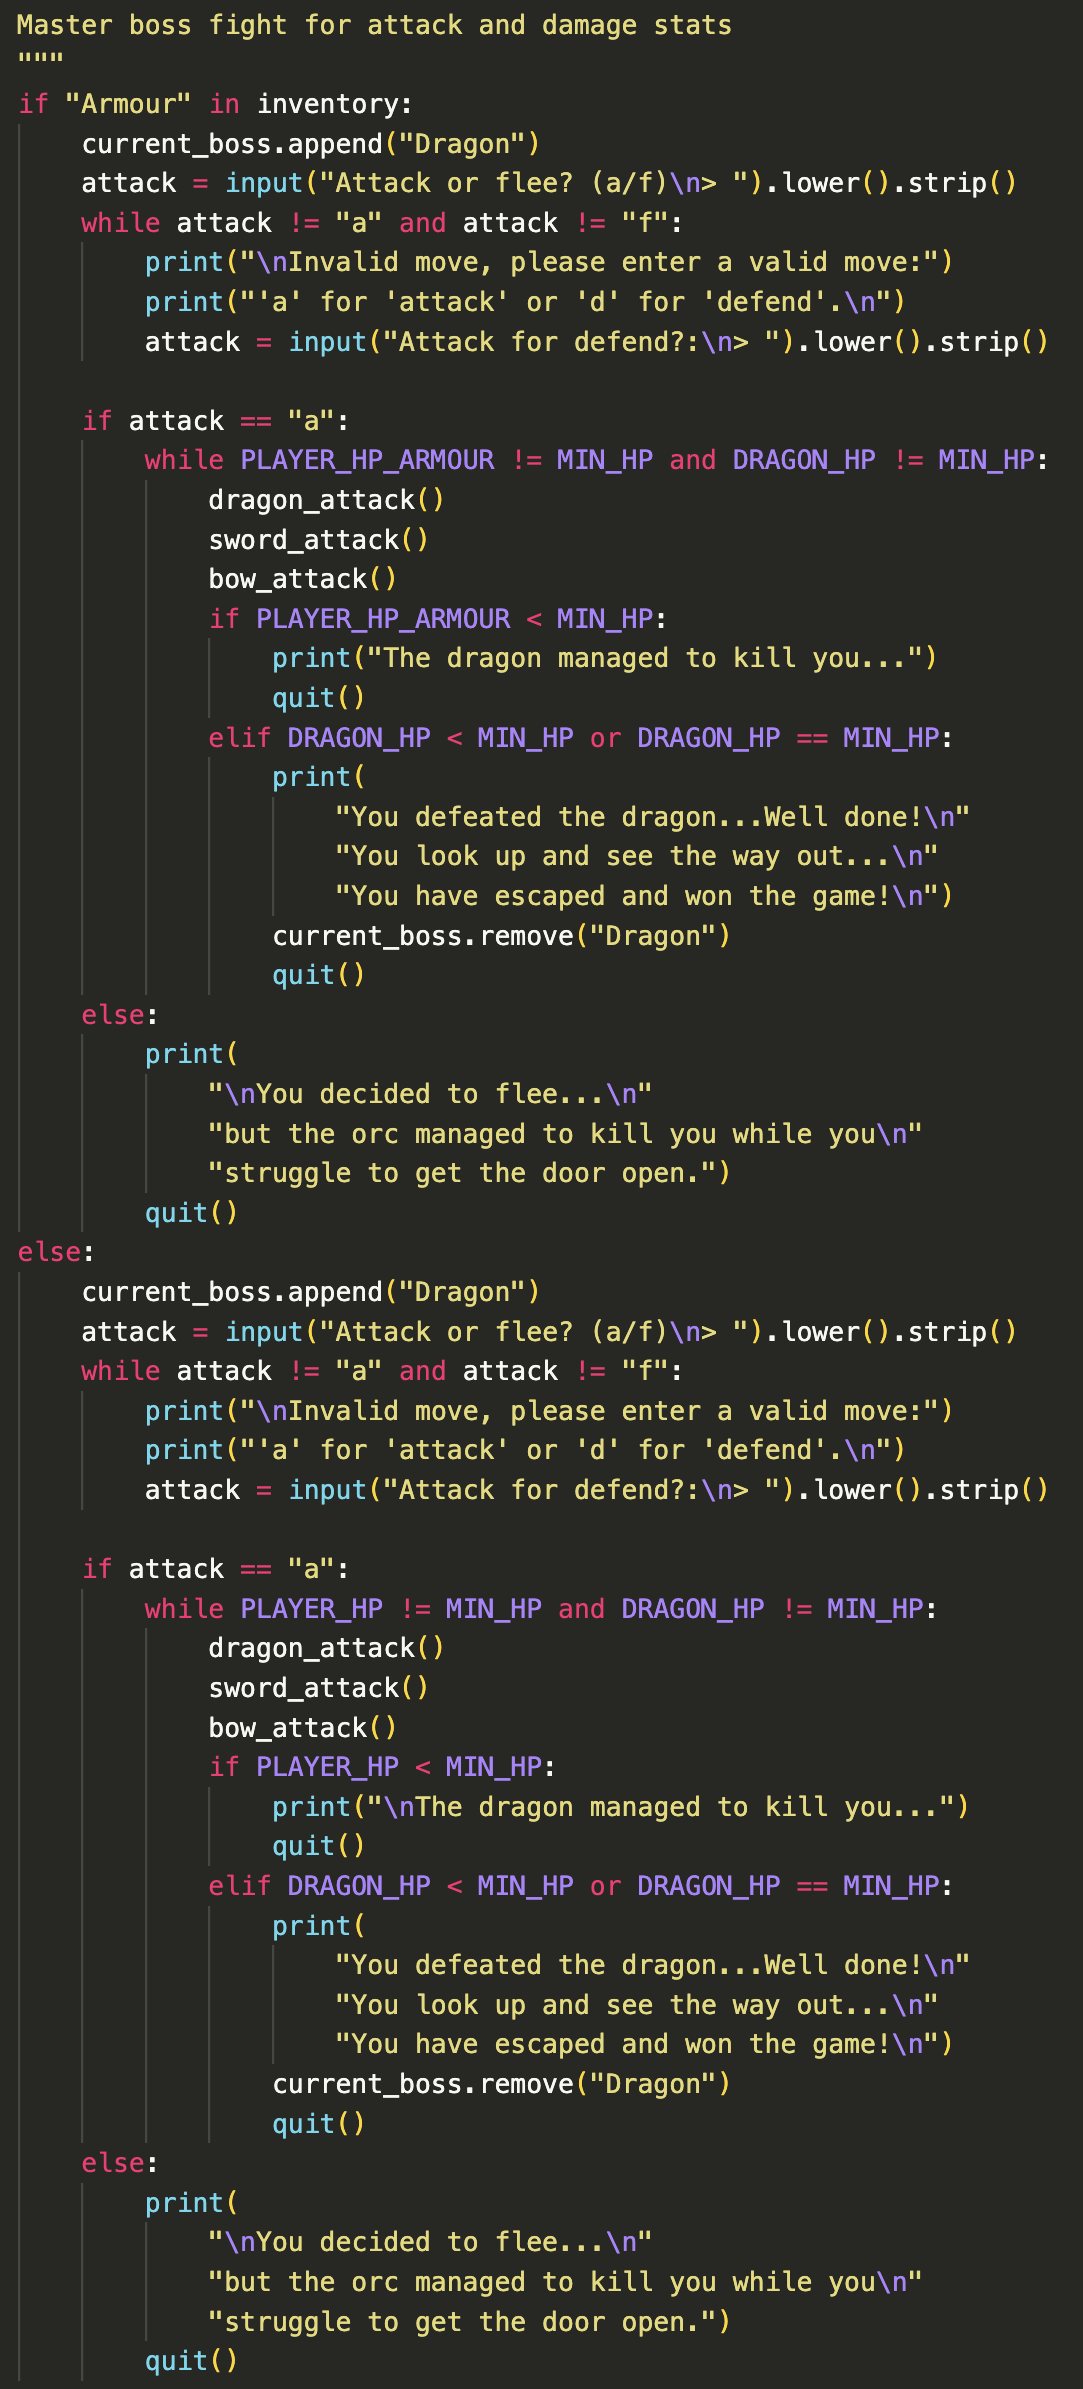 Master boss fight for attack and damage stats
"""
if "Armour" in inventory:
    current_boss.append("Dragon")
    attack = input("Attack or flee? (a/f)\n> ").lower().strip()
    while attack != "a" and attack != "f":
        print("\nInvalid move, please enter a valid move:")
        print("'a' for 'attack' or 'd' for 'defend'.\n")
        attack = input("Attack for defend?:\n> ").lower().strip()

    if attack == "a":
        while PLAYER_HP_ARMOUR != MIN_HP and DRAGON_HP != MIN_HP:
            dragon_attack()
            sword_attack()
            bow_attack()
            if PLAYER_HP_ARMOUR < MIN_HP:
                print("The dragon managed to kill you...")
                quit()
            elif DRAGON_HP < MIN_HP or DRAGON_HP == MIN_HP:
                print(
                    "You defeated the dragon...Well done!\n"
                    "You look up and see the way out...\n"
                    "You have escaped and won the game!\n")
                current_boss.remove("Dragon")
                quit()
    else:
        print(
            "\nYou decided to flee...\n"
            "but the orc managed to kill you while you\n"
            "struggle to get the door open.")
        quit()
else:
    current_boss.append("Dragon")
    attack = input("Attack or flee? (a/f)\n> ").lower().strip()
    while attack != "a" and attack != "f":
        print("\nInvalid move, please enter a valid move:")
        print("'a' for 'attack' or 'd' for 'defend'.\n")
        attack = input("Attack for defend?:\n> ").lower().strip()

    if attack == "a":
        while PLAYER_HP != MIN_HP and DRAGON_HP != MIN_HP:
            dragon_attack()
            sword_attack()
            bow_attack()
            if PLAYER_HP < MIN_HP:
                print("\nThe dragon managed to kill you...")
                quit()
            elif DRAGON_HP < MIN_HP or DRAGON_HP == MIN_HP:
                print(
                    "You defeated the dragon...Well done!\n"
                    "You look up and see the way out...\n"
                    "You have escaped and won the game!\n")
                current_boss.remove("Dragon")
                quit()
    else:
        print(
            "\nYou decided to flee...\n"
            "but the orc managed to kill you while you\n"
            "struggle to get the door open.")
        quit()